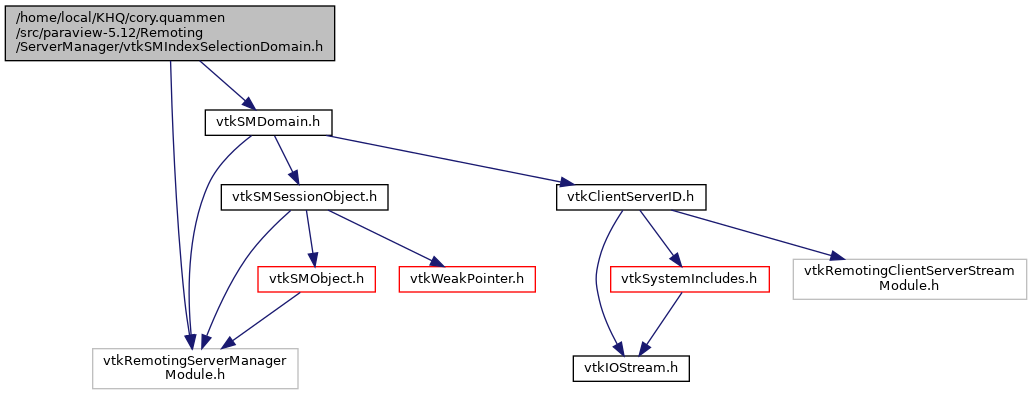 /home/local/KHQ/cory.quammen
/src/paraview-5.12/Remoting
/ServerManager/vtkSMIndexSelectionDomain.h
vtkSMDomain.h
vtkSMSessionObject.h
vtkClientServerID.h
vtkSMObject.h
vtkWeakPointer.h
vtkSystemIncludes.h
vtkRemotingClientServerStream
Module.h
vtkRemotingServerManager
Module.h
vtkIOStream.h